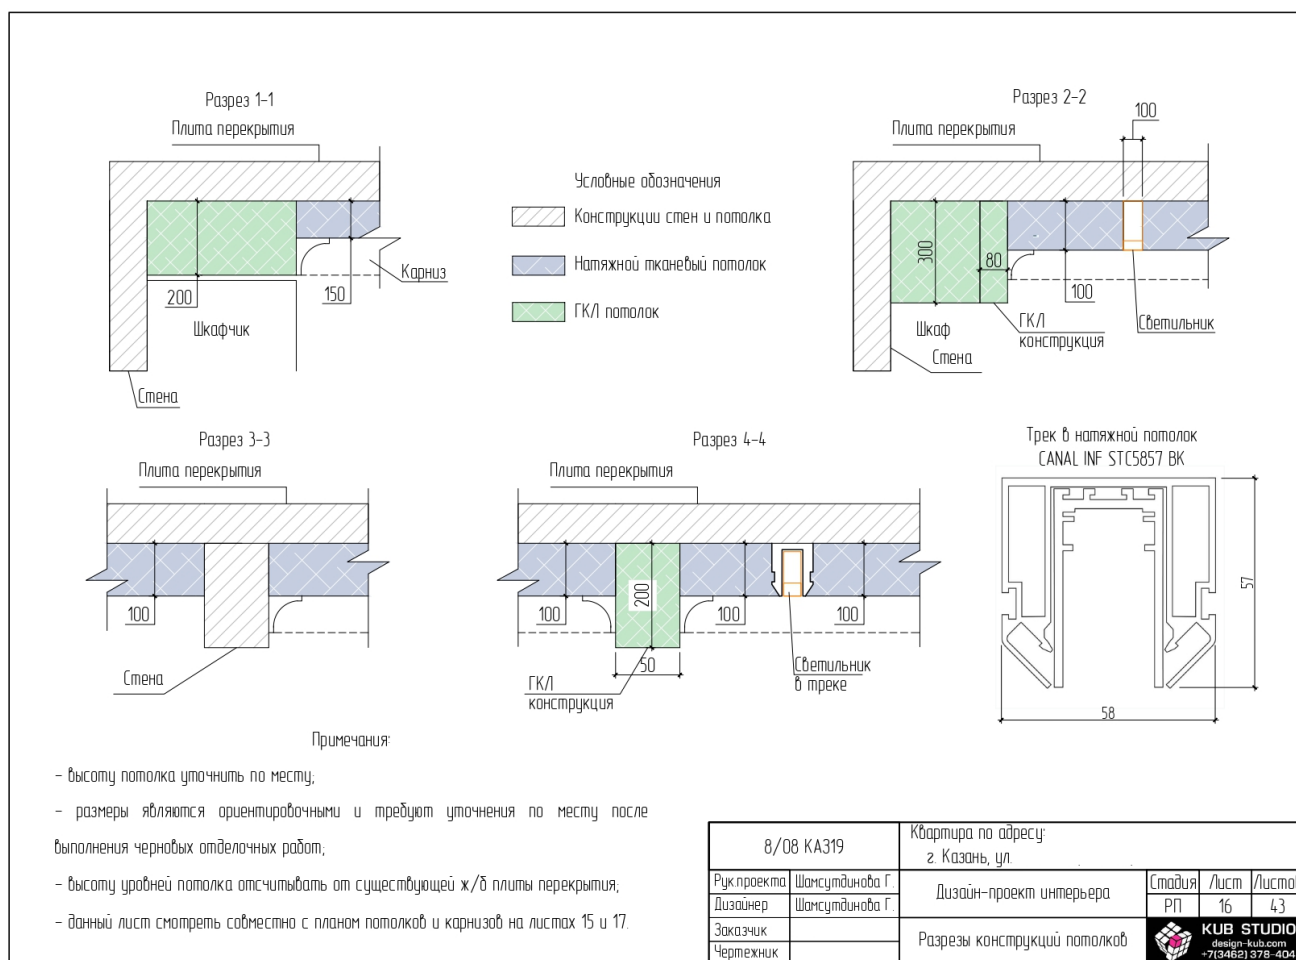 Разрез 1-1
Плита перекрытия
200
150
Карниз
Шкафчик
Стена
Условные обозначения
Конструкции стен и потолка
Натяжной тканевый потолок
ГКЛ потолок
Разрез 2-2
100
Плита перекрытия
300
80
100
Шкаф
ГКЛ
конструкция
Светильник
Стена
Разрез 3-3
Плита перекрытия
100
Стена
Разрез 4-4
Плита перекрытия
100
200
100
100
50
ГКЛ
конструкция
Светильник
в треке
Трек в натяжной потолок
CANAL INF STC5857 BK
57
58
Примечания:
- высоту потолка уточнить по месту;
- размеры являются ориентировочными и требуют уточнения по месту после
выполнения черновых отделочных работ;
- высоту уровней потолка отсчитывать от существующей ж/б плиты перекрытия;
- данный лист смотреть совместно с планом потолков и карнизов на листах 15 и 17.
8/08 КА319
Квартира по адресу:
г. Казань, ул.
Рук.проекта Шамсутдинова Г.
Дизайн-проект интерьера
Стадия Лист Листов
Дизайнер Шамсутдинова Г.
РП 16 43
Заказчик
Разрезы конструкций потолков
Чертежник
KUB STUDIO
design-kub.com
+7(3462) 378-404